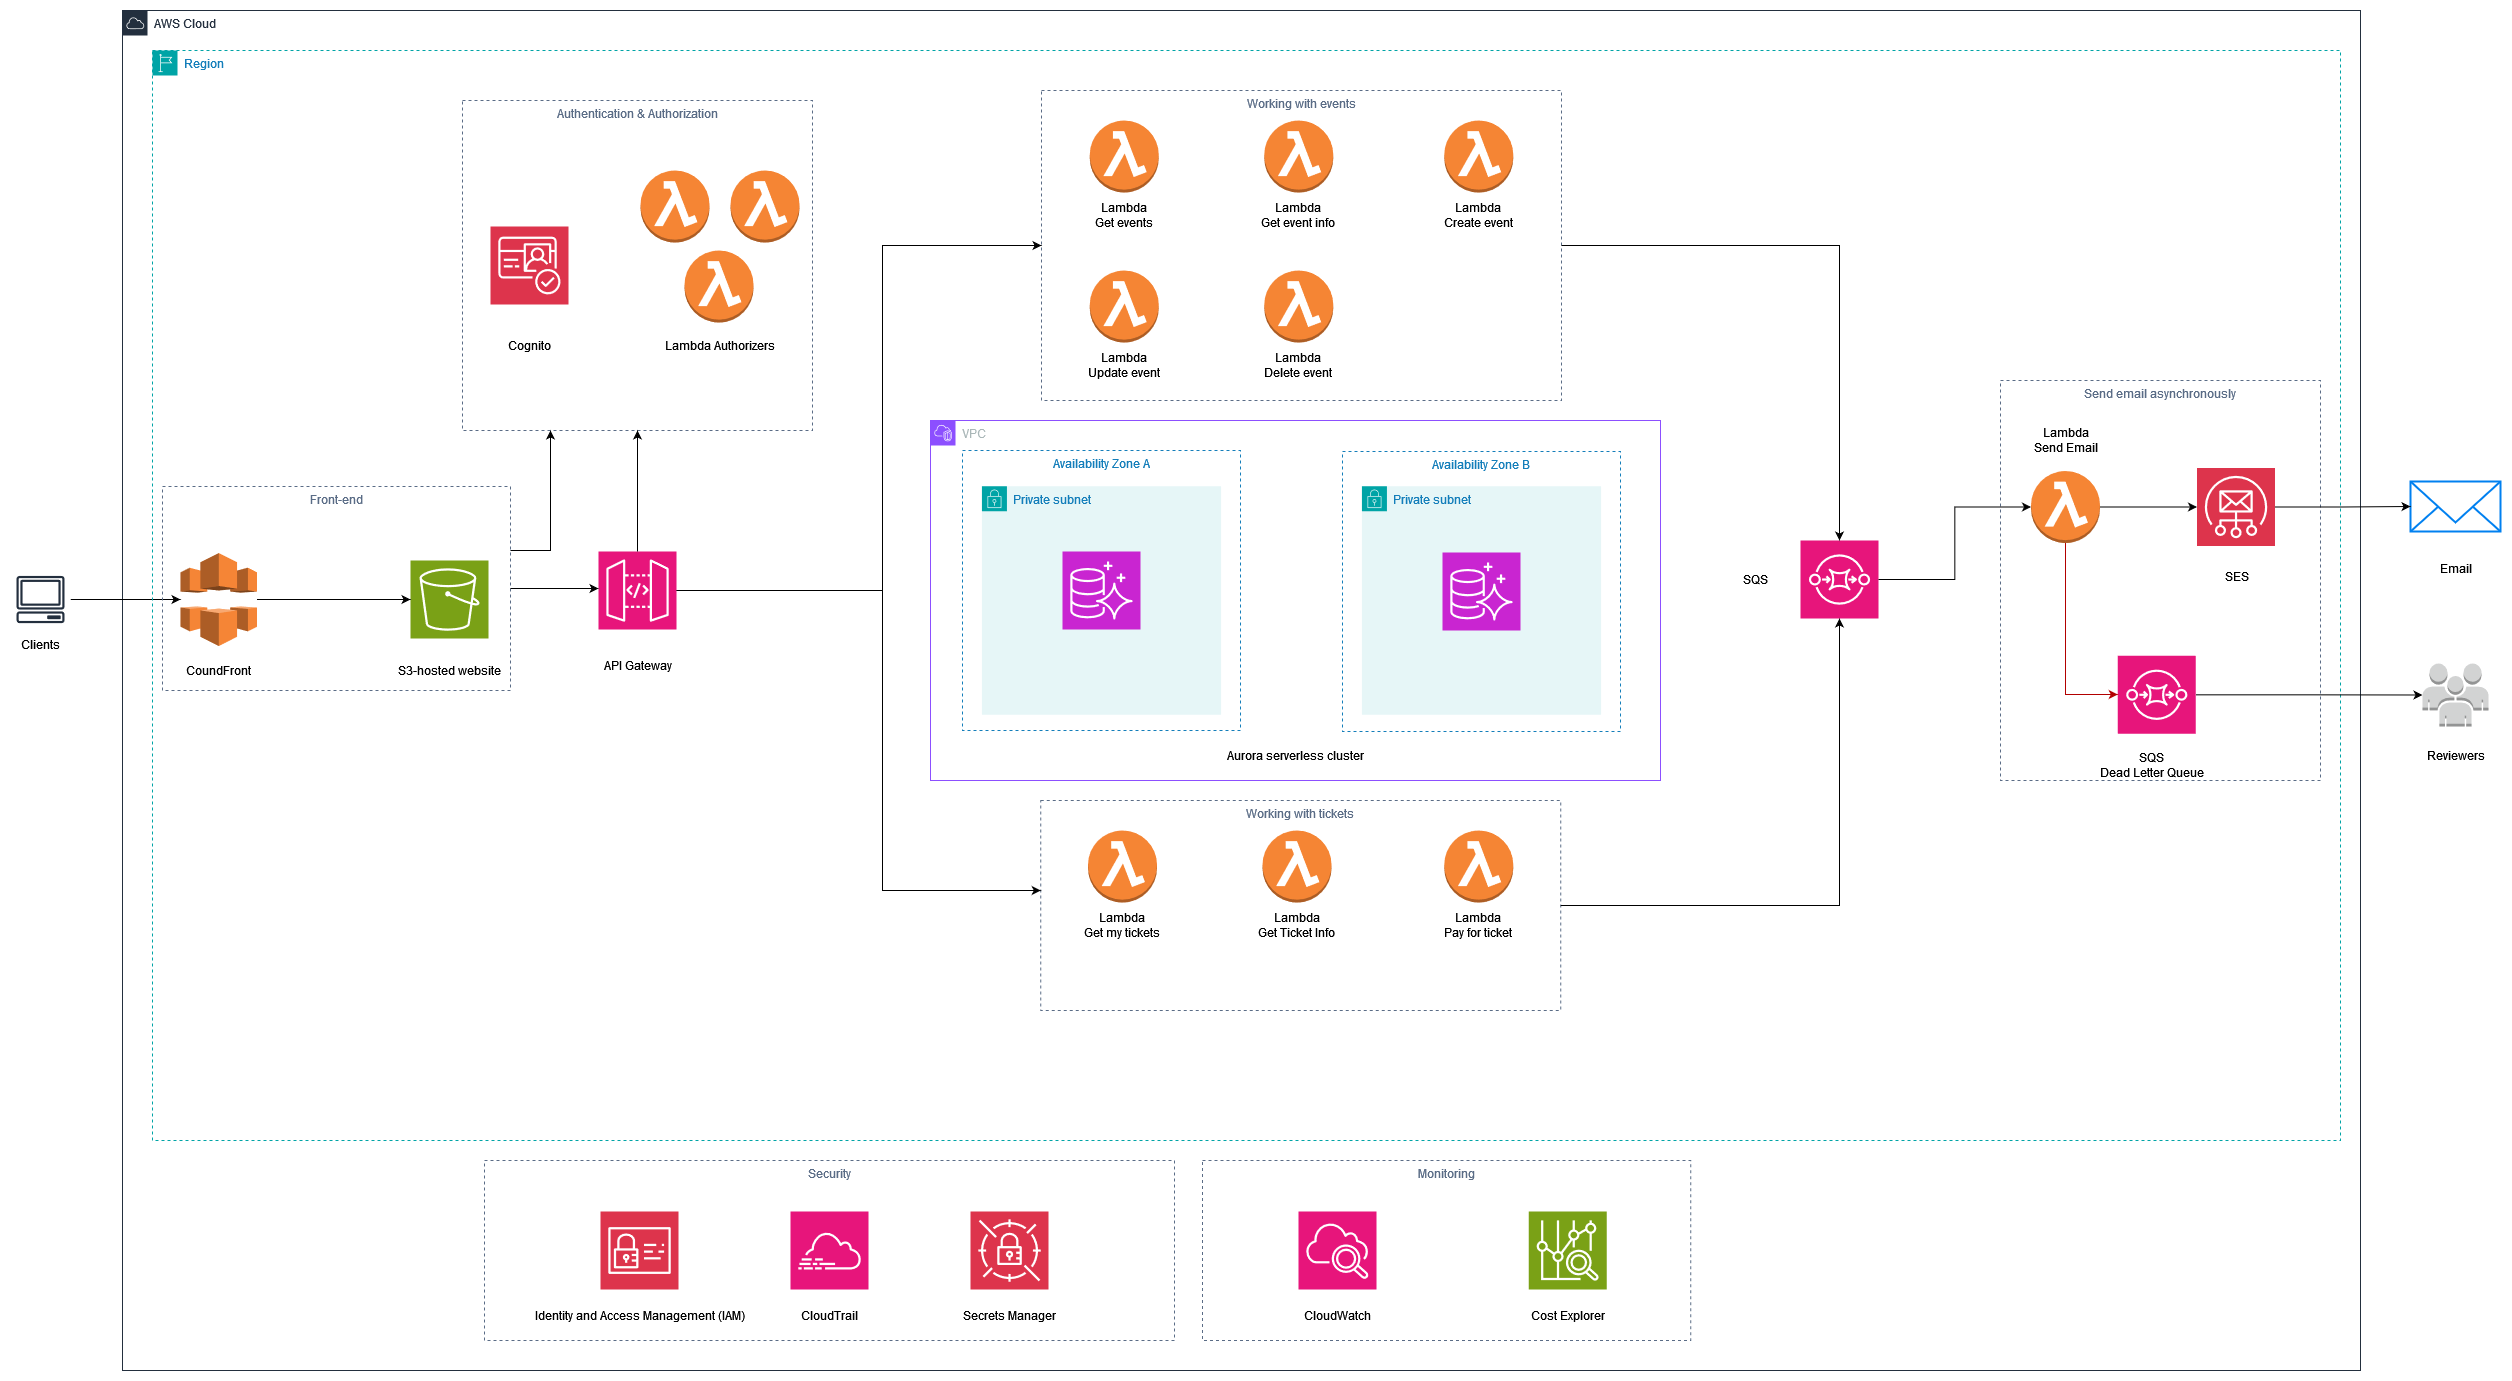 AWS Cloud
Region
Authentication & Authorization
Cognito
Lambda Authorizers
Working with events
Lambda
Get events
Lambda
Get event info
Lambda
Create event
Lambda
Update event
Lambda
Delete event
Front-end
CoundFront
S3-hosted website
Clients
API Gateway
VPC
Availability Zone A
Private subnet
Availability Zone B
Private subnet
Aurora serverless cluster
Working with tickets
Lambda
Get my tickets
Lambda
Get Ticket Info
Lambda
Pay for ticket
SQS
Send email asynchronously
Lambda
Send Email
SES
SQS
Dead Letter Queue
Email
Reviewers
Security
Identity and Access Management (IAM)
CloudTrail
Secrets Manager
Monitoring
CloudWatch
Cost Explorer